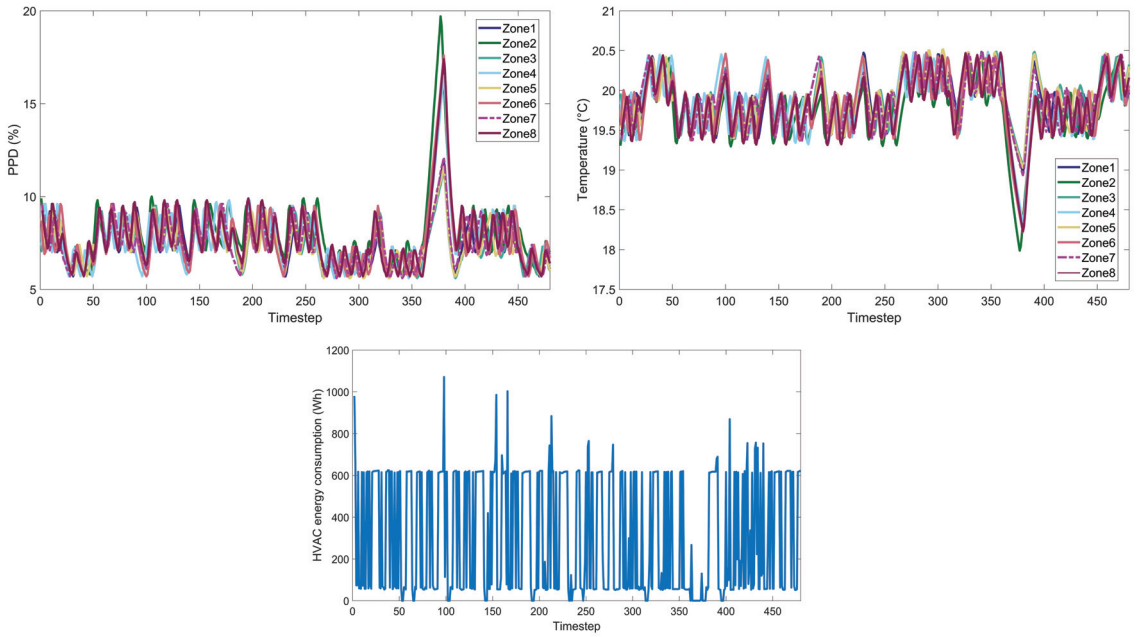 20
15
10
5
PPD (%)
0
50
100
150
200
250
300
350
400
450
Timestep
Zone1
Zone2
Zone3
Zone4
Zone5
Zone6
Zone7
Zone8
21
20.5
20
19.5
19
18.5
18
17.5
Temperature (°C)
0
50
100
150
200
250
300
350
400
450
Timestep
Zone1
Zone2
Zone3
Zone4
Zone5
Zone6
Zone7
Zone8
1200
1000
800
600
400
200
0
HVAC energy consumption (Wh)
0
50
100
150
200
250
300
350
400
450
Timestep